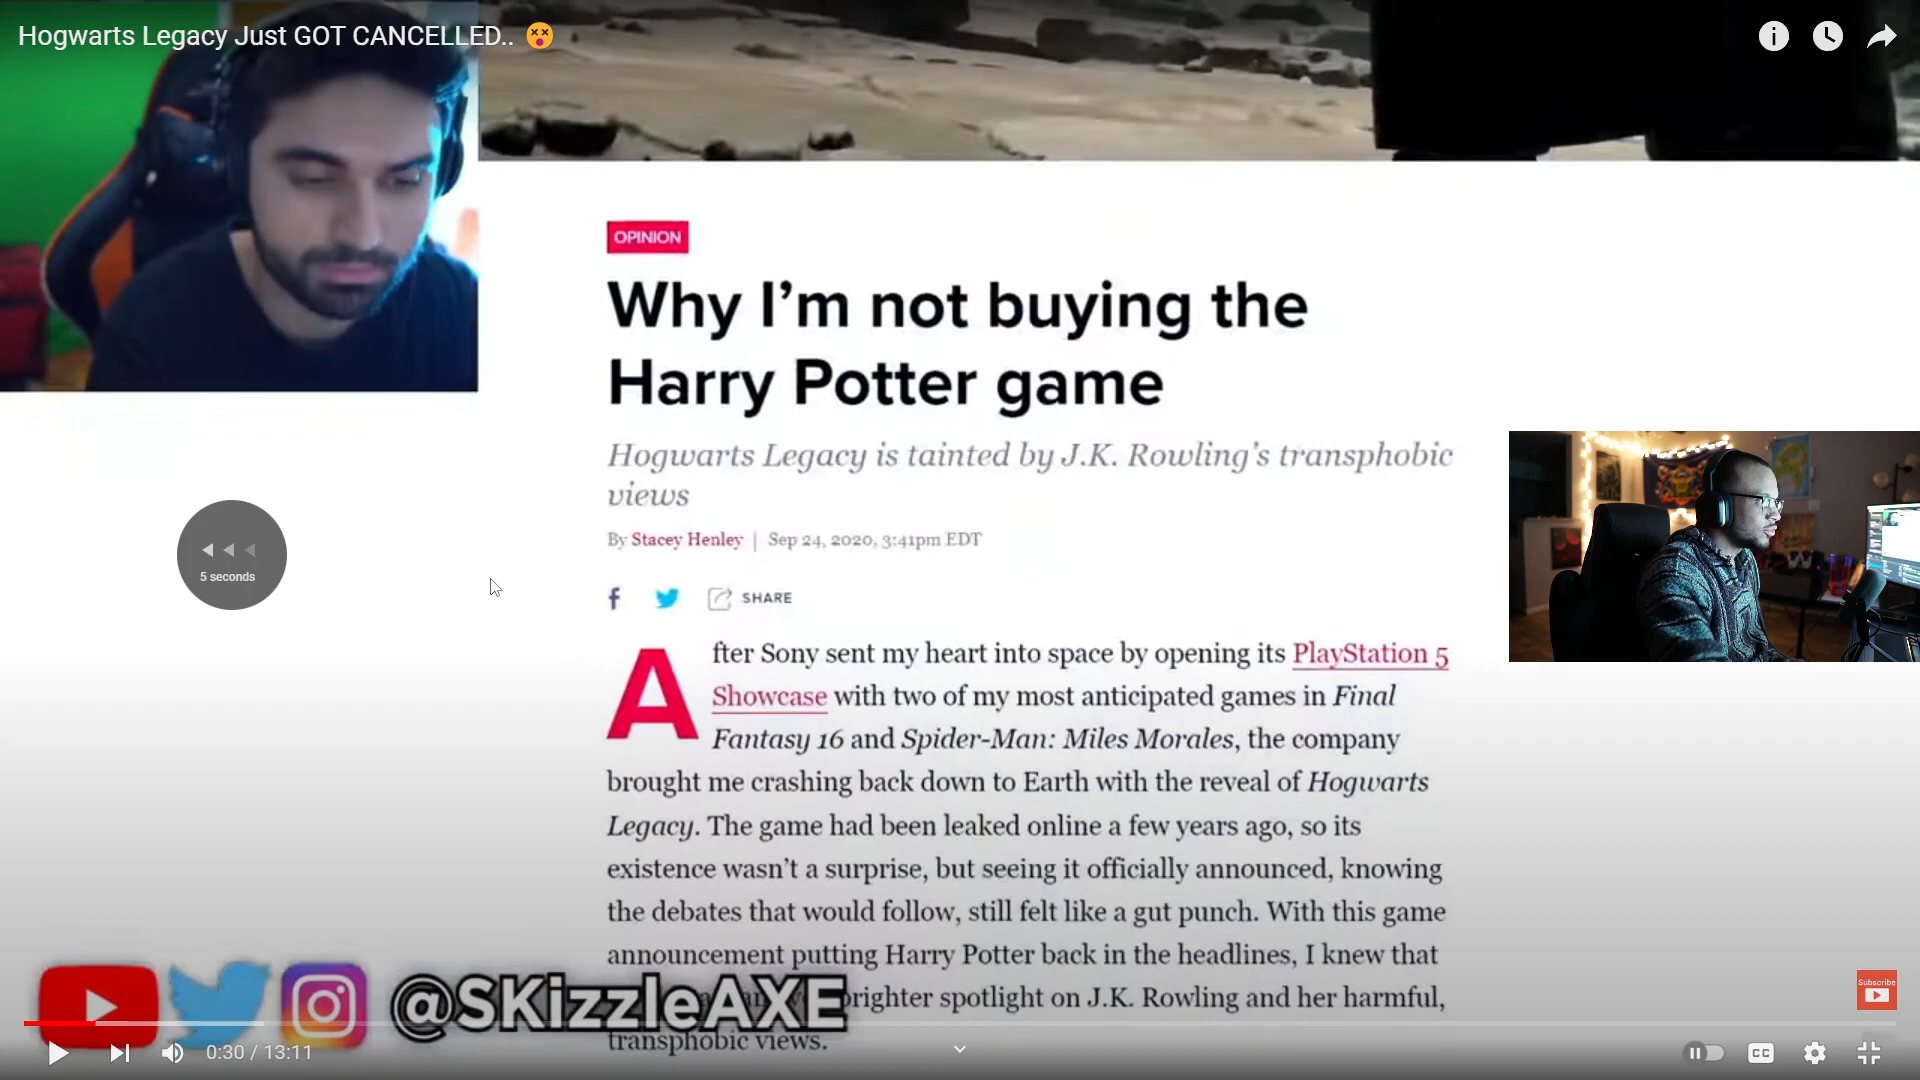 Hogwarts Legacy Just GOT CANCELLED..
OPINION
Why I’m not buying the
Harry Potter game
Hogwarts Legacy is tainted by J.K. Rowling’s transphobic
views
By Stacey Henley | Sep 24, 2020, 3:41pm EDT
SHARE
5 seconds
After Sony sent my heart into space by opening its PlayStation 5
Showcase with two of my most anticipated games in Final
Fantasy 16 and Spider-Man: Miles Morales, the company
brought me crashing back down to Earth with the reveal of Hogwarts
Legacy. The game had been leaked online a few years ago, so its
existence wasn’t a surprise, but seeing it officially announced, knowing
the debates that would follow, still felt like a gut punch. With this game
announcement putting Harry Potter back in the headlines, I knew that
brighter spotlight on J.K. Rowling and her harmful,
transphobic views.
@SKizzleAXE
Subscribe
0:30 / 13:11
CC